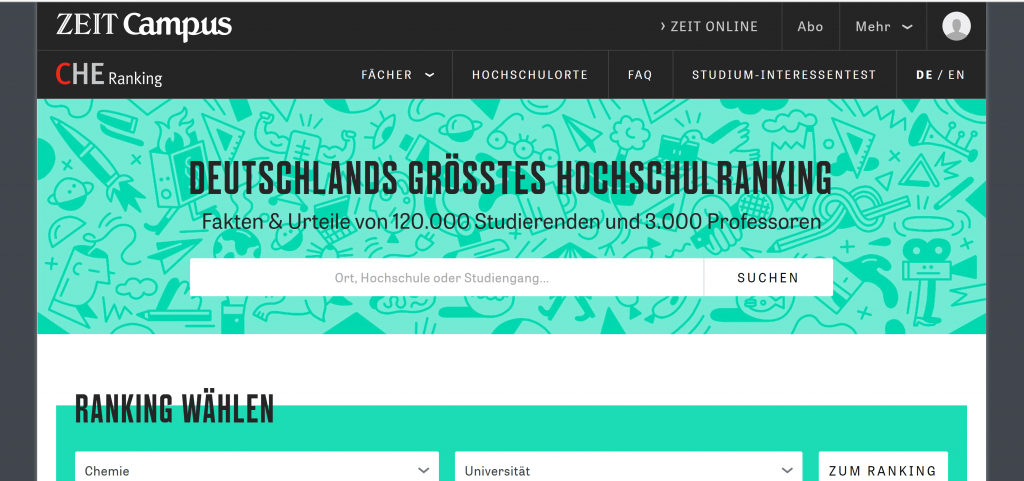 ZEIT Campus
› ZEIT ONLINE
Abo
Mehr
CHE Ranking
FÄCHER
HOCHSCHULORTE
FAQ
STUDIUM-INTERESSENTEST
DE / EN
DEUTSCHLANDS GRÖSSTES HOCHSCHULRANKING
Fakten & Urteile von 120.000 Studierenden und 3.000 Professoren
Ort, Hochschule oder Studiengang...
SUCHEN
RANKING WÄHLEN
Chemie
Universität
ZUM RANKING